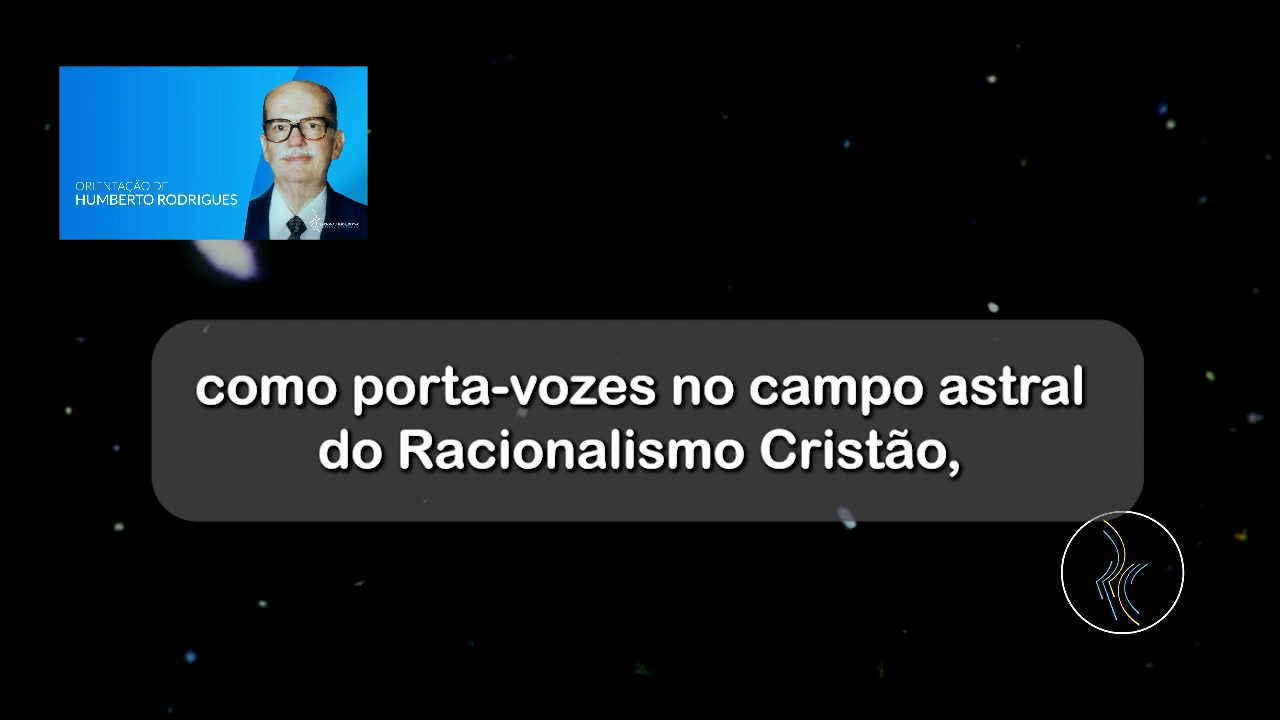 ORIENTAÇÃO DE
HUMBERTO RODRIGUES
como porta-vozes no campo astral
do Racionalismo Cristão,